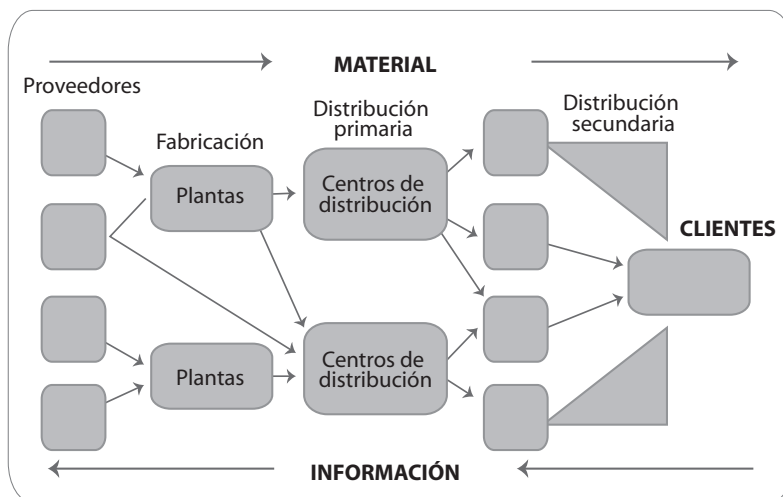 MATERIAL
Proveedores
Fabricación
Distribución
primaria
Distribución
secundaria
Plantas
Centros de
distribución
CLIENTES
Plantas
Centros de
distribución
INFORMACIÓN